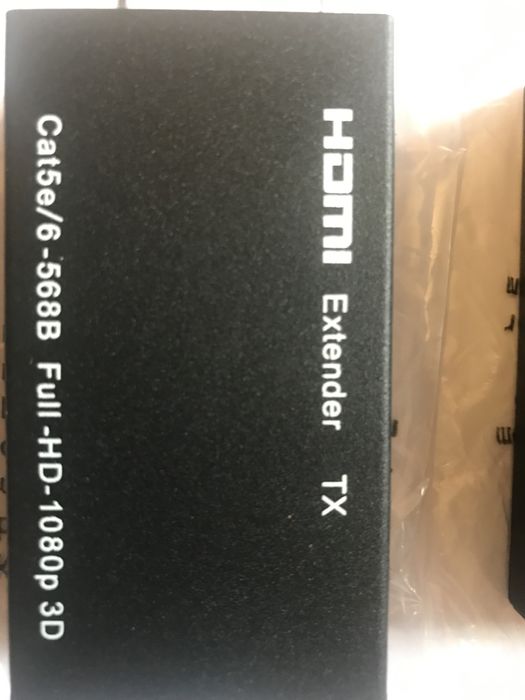 HDMI Extender TX
Cat5e/6-568B Full-HD-1080p 3D